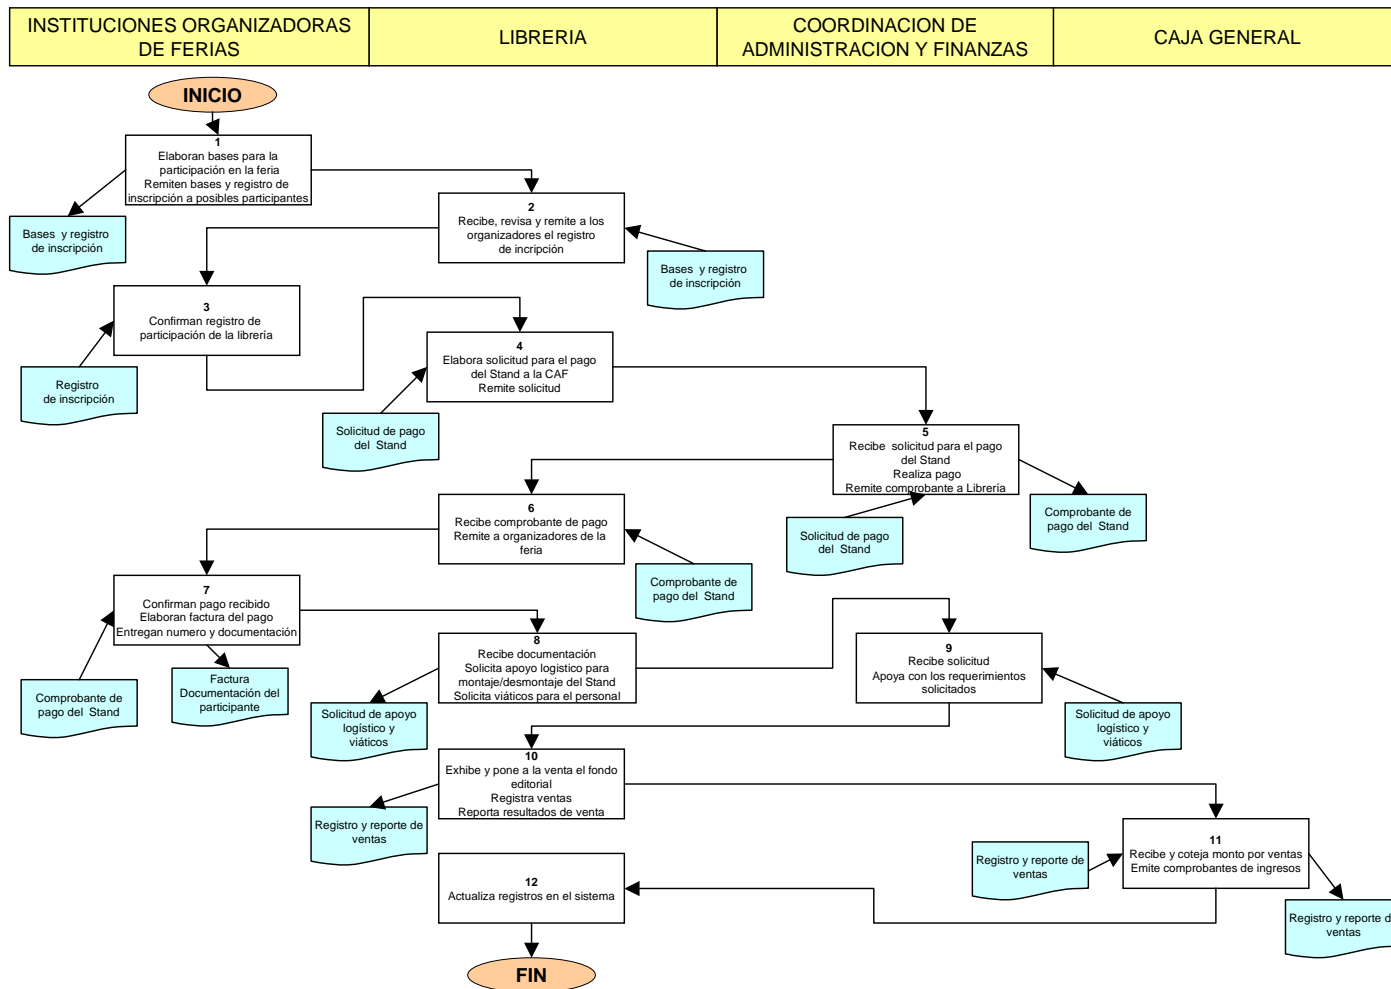 INSTITUCIONES ORGANIZADORAS
DE FERIAS
LIBRERIA
COORDINACION DE
ADMINISTRACION Y FINANZAS
CAJA GENERAL
INICIO
1
Elaboran bases para la
participación en la feria
Remiten bases y registro de
inscripción a posibles participantes
Bases y registro
de inscripción
2
Recibe, revisa y remite a los
organizadores el registro
de incripción
Bases y registro
de inscripción
3
Confirman registro de
participación de la librería
Registro
de inscripción
4
Elabora solicitud para el pago
del Stand a la CAF
Remite solicitud
Solicitud de pago
del Stand
5
Recibe solicitud para el pago
del Stand
Realiza pago
Remite comprobante a Librería
Solicitud de pago
del Stand
Comprobante de
pago del Stand
6
Recibe comprobante de pago
Remite a organizadores de la
feria
Comprobante de
pago del Stand
7
Confirman pago recibido
Elaboran factura del pago
Entregan numero y documentación
Comprobante de
pago del Stand
Factura
Documentación del
participante
8
Recibe documentación
Solicita apoyo logistico para
montaje/desmontaje del Stand
Solicita viáticos para el personal
Solicitud de apoyo
logístico y
viáticos
9
Recibe solicitud
Apoya con los requerimientos
solicitados
Solicitud de apoyo
logístico y
viáticos
10
Exhibe y pone a la venta el fondo
editorial
Registra ventas
Reporta resultados de venta
Registro y reporte de
ventas
11
Recibe y coteja monto por ventas
Emite comprobantes de ingresos
Registro y reporte de
ventas
Registro y reporte d
ventas
12
Actualiza registros en el sistema
FIN